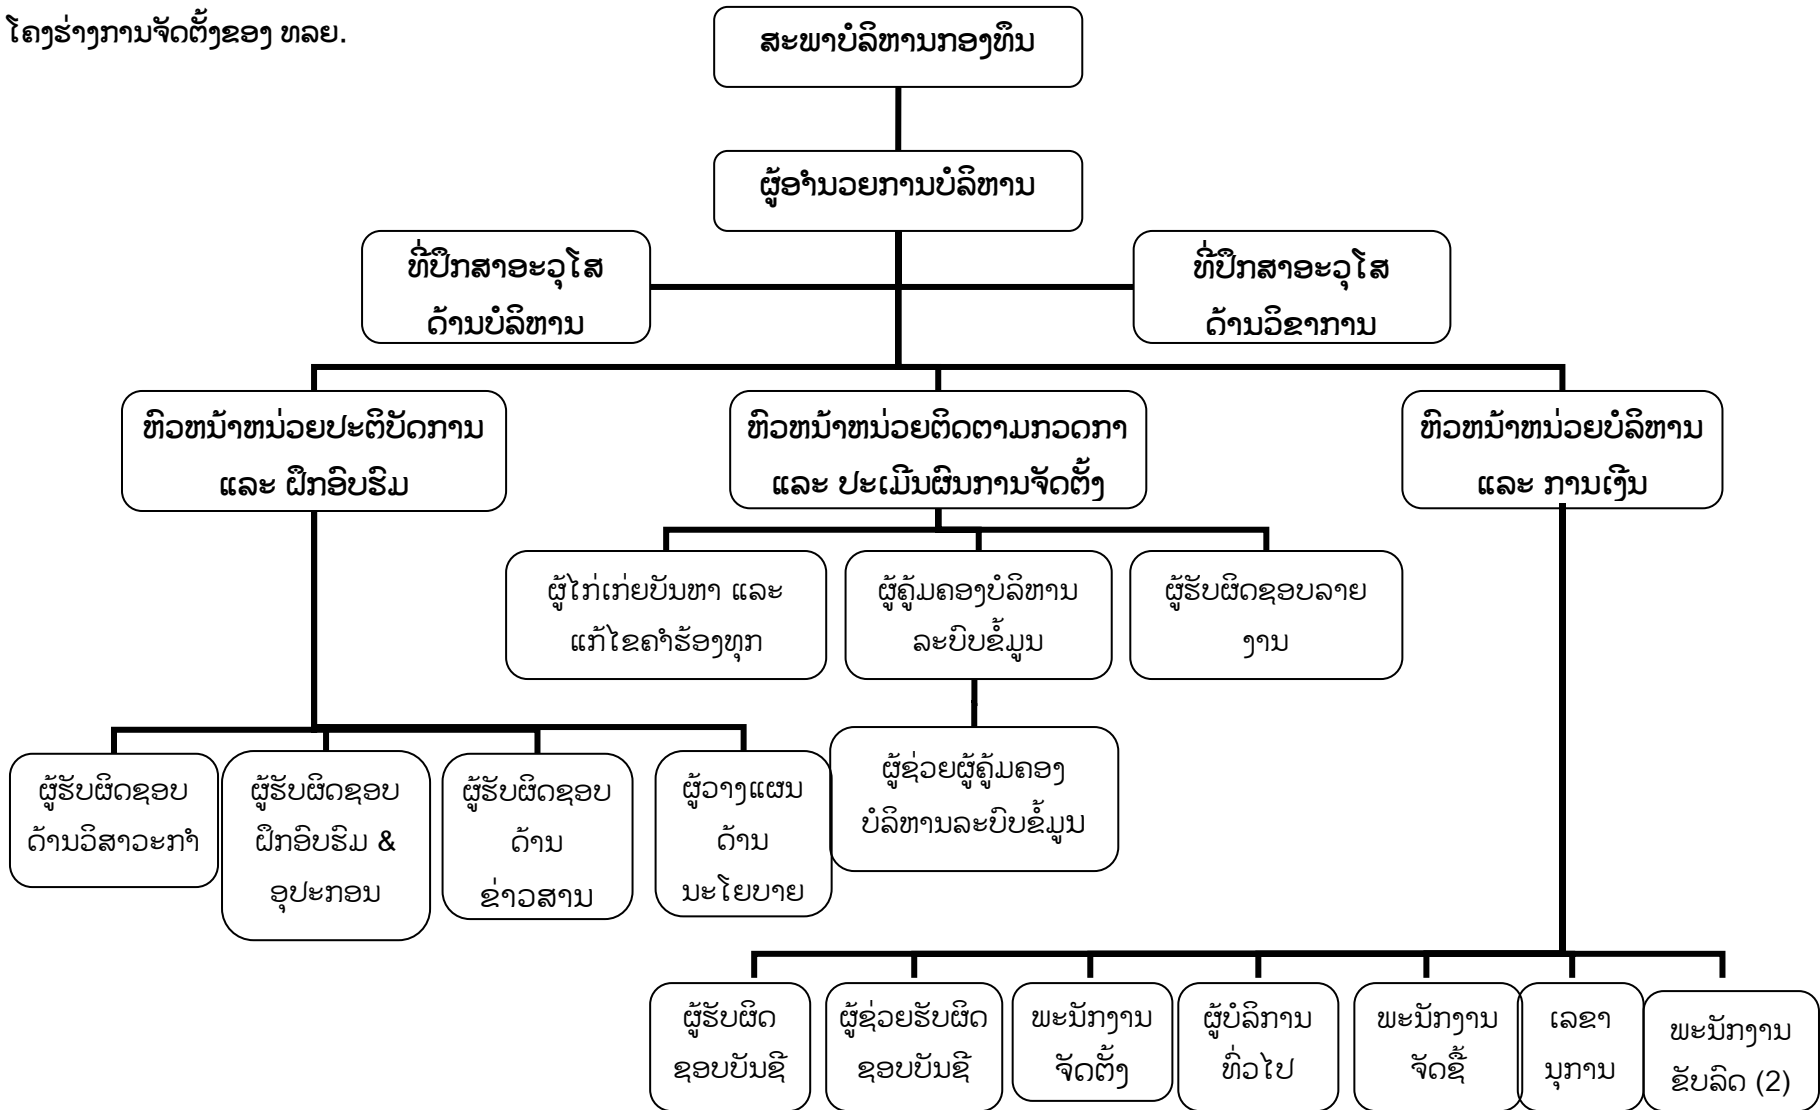 ໂຄງຮ່າງການຈັດຕັ້ງຂອງ ທລຍ.
ສະພາບໍລິຫານກອງທຶນ
ຜູ້ອຳນວຍການບໍລິຫານ
ທີ່ປຶກສາອະວຸໂສ
ດ້ານບໍລິຫານ
ທີ່ປຶກສາອະວຸໂສ
ດ້ານວິຊາການ
ຫົວຫນ້າຫນ່ວຍປະຕິບັດການ
ແລະ ຝຶກອົບຮົມ
ຫົວຫນ້າຫນ່ວຍຕິດຕາມກວດກາ
ແລະ ປະເມີນຜົນການຈັດຕັ້ງ
ຫົວຫນ້າຫນ່ວຍບໍລິຫານ
ແລະ ການເງິນ
ຜູ້ໄກ່ເກ່ຍບັນຫາ ແລະ
ແກ້ໄຂຄຳຮ້ອງທຸກ
ຜູ້ຄູ້ມຄອງບໍລິຫານ
ລະບົບຂໍ້ມູນ
ຜູ້ຮັບຜິດຊອບລາຍ
ງານ
ຜູ້ຮັບຜິດຊອບ
ດ້ານວິສາວະກຳ
ຜູ້ຮັບຜິດຊອບ
ຝຶກອົບຮົມ &
ອຸປະກອນ
ຜູ້ຮັບຜິດຊອບ
ດ້ານ
ຂ່າວສານ
ຜູ້ວາງແຜນ
ດ້ານ
ນະໂຍບາຍ
ຜູ້ຊ່ວຍຜູ້ຄູ້ມຄອງ
ບໍລິຫານລະບົບຂໍ້ມູນ
ຜູ້ຮັບຜິດ
ຊອບບັນຊີ
ຜູ້ຊ່ວຍຮັບຜິດ
ຊອບບັນຊີ
ພະນັກງານ
ຈັດຕັ້ງ
ຜູ້ບໍລິການ
ທົ່ວໄປ
ພະນັກງານ
ຈັດຊື້
ເລຂາ
ນຸການ
ພະນັກງານ
ຂັບລົດ (2)